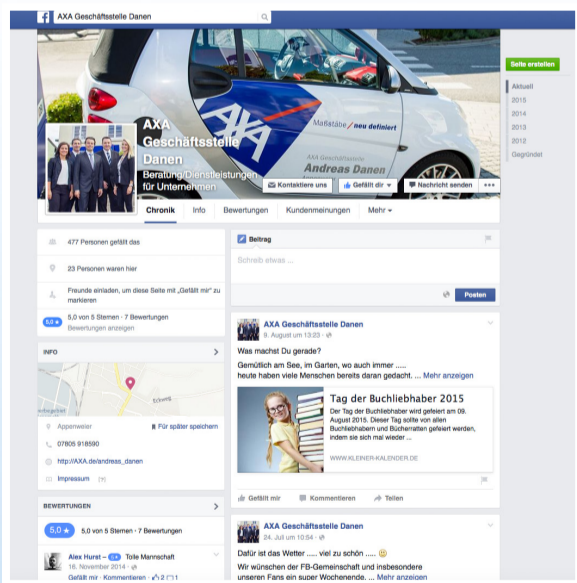 AXA Geschäftsstelle Danen
Seite erstellen
Aktuell
2015
2014
2013
2012
Gegründet
AXA
Maßstäbe / neu definiert
AXA Geschäftsstelle
Andreas Danen
AXA
Geschäftsstelle
Danen
Beratung/Dienstleistungen
für Unternehmen
Kontaktiere uns
Gefällt dir
Nachricht senden
Chronik Info Bewertungen Kundenmeinungen Mehr
477 Personen gefällt das
23 Personen waren hier
Freunde einladen, um diese Seite mit „Gefällt mir" zu
markieren
5,0 ★ 5,0 von 5 Sternen · 7 Bewertungen
Bewertungen anzeigen
INFO
Eckweg
Appenweier
Für später speichern
07805 918590
http://AXA.de/andreas_danen
Impressum [?]
BEWERTUNGEN
5,0 ★ 5,0 von 5 Sternen · 7 Bewertungen
Alex Hurst – 5★ Tolle Mannschaft
16. November 2014 ·
Gefällt mir · Kommentieren · 2 1
Beitrag
Schreib etwas ...
Posten
AXA Geschäftsstelle Danen
9. August um 13:23 ·
Was machst Du gerade?
Gemütlich am See, im Garten, wo auch immer .....
heute haben viele Menschen bereits daran gedacht. ... Mehr anzeigen
Tag der Buchliebhaber 2015
Der Tag der Buchliebhaber wird gefeiert am 09.
August 2015. Dieser Tag sollte von allen
Buchliebhabern und Bücherratten gefeiert werden,
indem sie sich mal wieder ...
WWW.KLEINER-KALENDER.DE
Gefällt mir Kommentieren Teilen
AXA Geschäftsstelle Danen
24. Juli um 10:54 ·
Dafür ist das Wetter ..... viel zu schön .....
Wir wünschen der FB-Gemeinschaft und insbesondere
unseren Fans ein super Wochenende. ... Mehr anzeigen